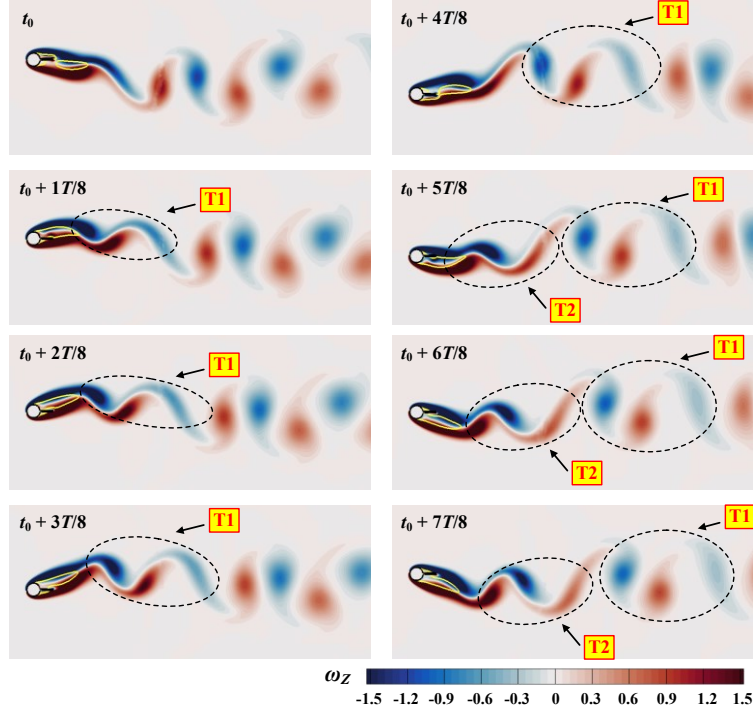 t₀
t₀ + 4T/8
T1
t₀ + 1T/8
T1
t₀ + 5T/8
T1
T2
t₀ + 2T/8
T1
t₀ + 6T/8
T1
T2
t₀ + 3T/8
T1
t₀ + 7T/8
T1
T2
ω_Z
-1.5 -1.2 -0.9 -0.6 -0.3 0 0.3 0.6 0.9 1.2 1.5